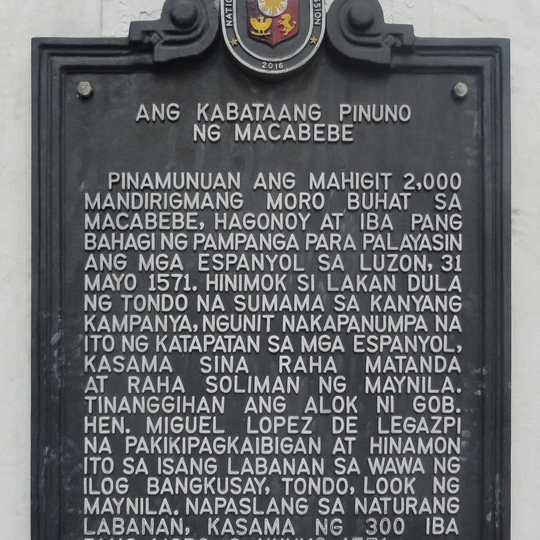 2016
ANG KABATAANG PINUNO
NG MACABEBE
PINAMUNUAN ANG MAHIGIT 2,000
MANDIRIGMANG MORO BUHAT SA
MACABEBE, HAGONOY AT IBA PANG
BAHAGI NG PAMPANGA PARA PALAYASIN
ANG MGA ESPANYOL SA LUZON, 31
MAYO 1571. HINIMOK SI LAKAN DULA
NG TONDO NA SUMAMA SA KANYANG
KAMPANYA, NGUNIT NAKAPANUMPA NA
ITO NG KATAPATAN SA MGA ESPANYOL,
KASAMA SINA RAHA MATANDA
AT RAHA SOLIMAN NG MAYNILA.
TINANGGIHAN ANG ALOK NI GOB.
HEN. MIGUEL LOPEZ DE LEGAZPI
NA PAKIKIPAGKAIBIGAN AT HINAMON
ITO SA ISANG LABANAN SA WAWA NG
ILOG BANGKUSAY, TONDO, LOOK NG
MAYNILA. NAPASLANG SA NATURANG
LABANAN, KASAMA NG 300 IBA